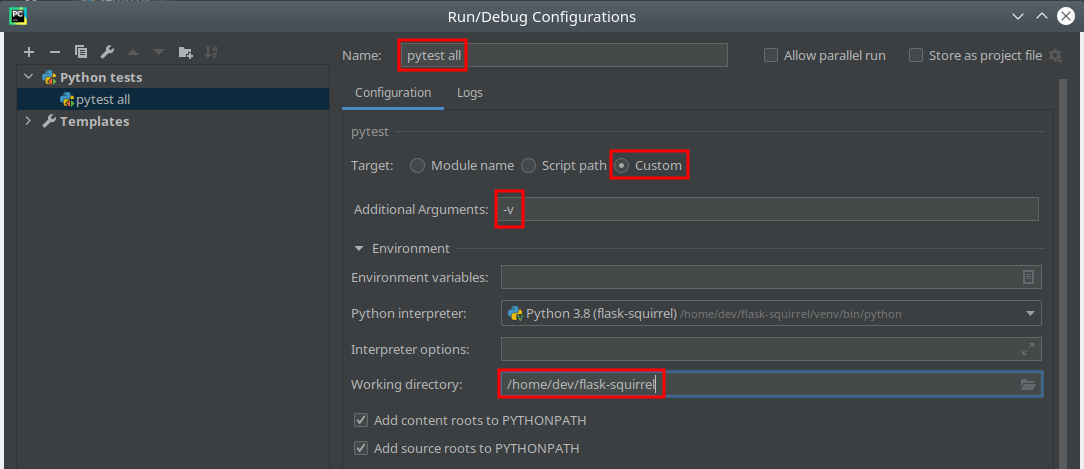 Run/Debug Configurations
Name: pytest all Allow parallel run Store as project file
Python tests
pytest all
Templates
Configuration Logs
pytest
Target: Module name Script path Custom
Additional Arguments: -v
Environment
Environment variables:
Python interpreter: Python 3.8 (flask-squirrel) /home/dev/flask-squirrel/venv/bin/python
Interpreter options:
Working directory: /home/dev/flask-squirrel
Add content roots to PYTHONPATH
Add source roots to PYTHONPATH